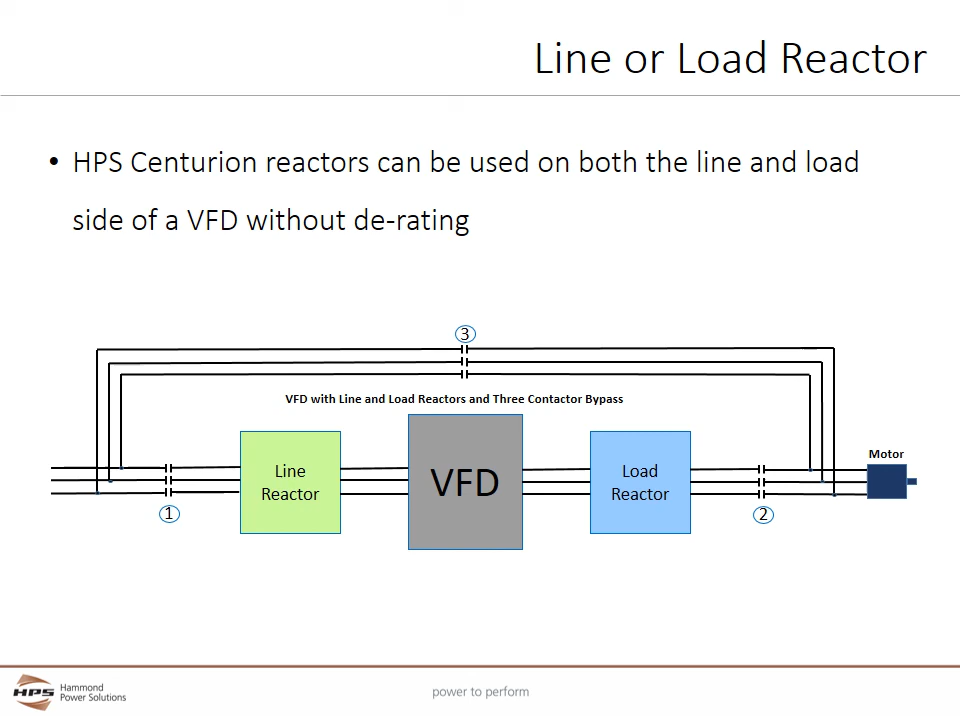 Line or Load Reactor
• HPS Centurion reactors can be used on both the line and load
side of a VFD without de-rating
3
VFD with Line and Load Reactors and Three Contactor Bypass
Line
Reactor
VFD
Load
Reactor
Motor
1
2
HPS
Hammond
Power Solutions
power to perform